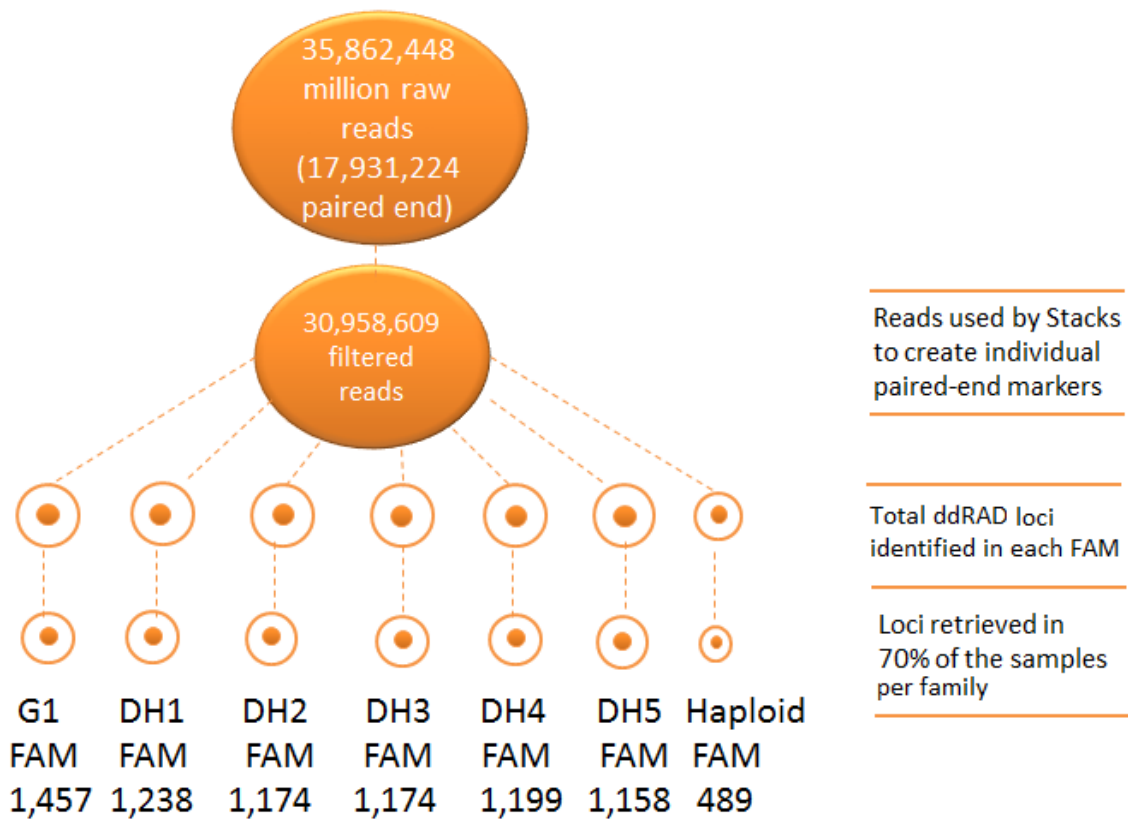 35,862,448
million raw
reads
(17,931,224
paired end)
30,958,609
filtered
reads
Reads used by Stacks
to create individual
paired-end markers
Total ddRAD loci
identified in each FAM
Loci retrieved in
70% of the samples
per family
G1 DH1 DH2 DH3 DH4 DH5 Haploid
FAM FAM FAM FAM FAM FAM FAM
1,457 1,238 1,174 1,174 1,199 1,158 489